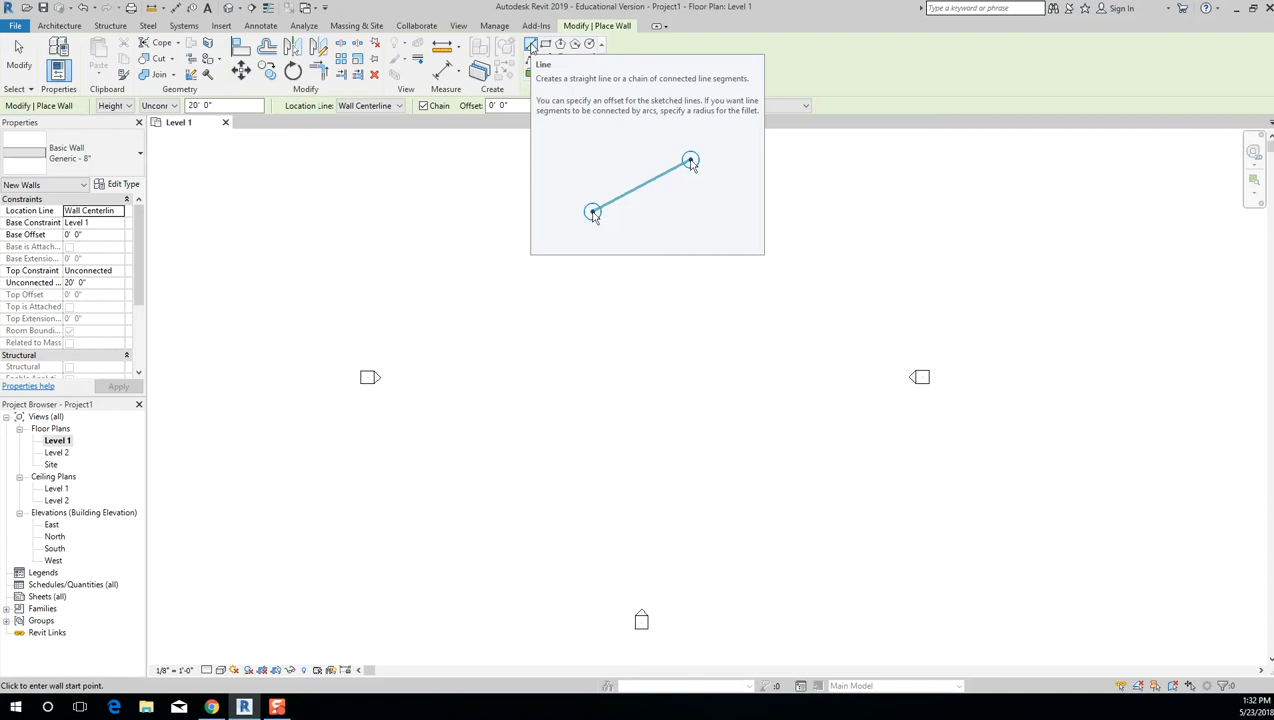 Autodesk Revit 2019 - Educational Version - Project1 - Floor Plan: Level 1
Type a keyword or phrase
Sign In
File Architecture Structure Steel Systems Insert Annotate Analyze Massing & Site Collaborate View Manage Add-Ins Modify | Place Wall
Modify
Cope
Cut
Join
Select Properties Clipboard Geometry Modify View Measure Create
Modify | Place Wall Height Uncon 20' 0" Location Line: Wall Centerline Chain Offset: 0' 0"
Line
Creates a straight line or a chain of connected line segments.
You can specify an offset for the sketched lines. If you want line
segments to be connected by arcs, specify a radius for the fillet.
Properties
Level 1
Basic Wall
Generic - 8"
New Walls Edit Type
Constraints
Location Line Wall Centerlin
Base Constraint Level 1
Base Offset 0' 0"
Base is Attach...
Base Extension...
Top Constraint Unconnected
Unconnected ... 20' 0"
Top Offset 0' 0"
Top is Attached
Top Extension... 0' 0"
Room Boundi...
Related to Mass
Structural
Structural
Properties help Apply
Project Browser - Project1
Views (all)
Floor Plans
Level 1
Level 2
Site
Ceiling Plans
Level 1
Level 2
Elevations (Building Elevation)
East
North
South
West
Legends
Schedules/Quantities (all)
Sheets (all)
Families
Groups
Revit Links
1/8" = 1'-0"
Click to enter wall start point.
:0
Main Model
:0
1:32 PM
5/23/2018